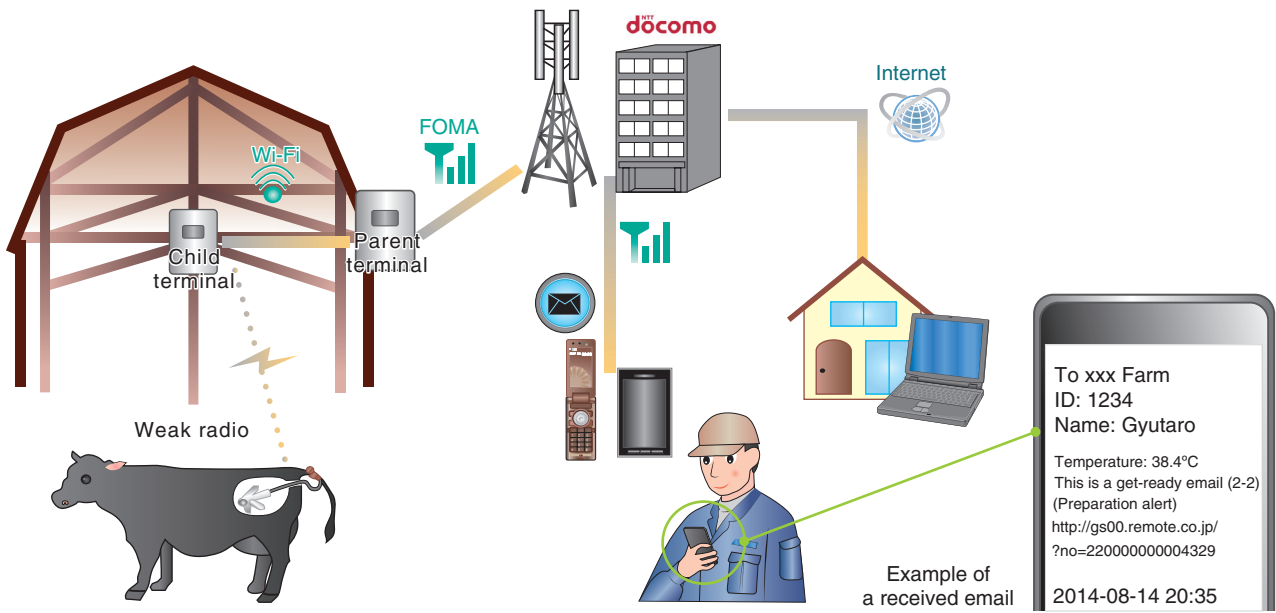 NTT
döcomo
Internet
FOMA
Wi-Fi
Child
terminal
Parent
terminal
Weak radio
To xxx Farm
ID: 1234
Name: Gyutaro
Temperature: 38.4ºC
This is a get-ready email (2-2)
(Preparation alert)
http://gs00.remote.co.jp/
?no=220000000004329
2014-08-14 20:35
Example of
a received email